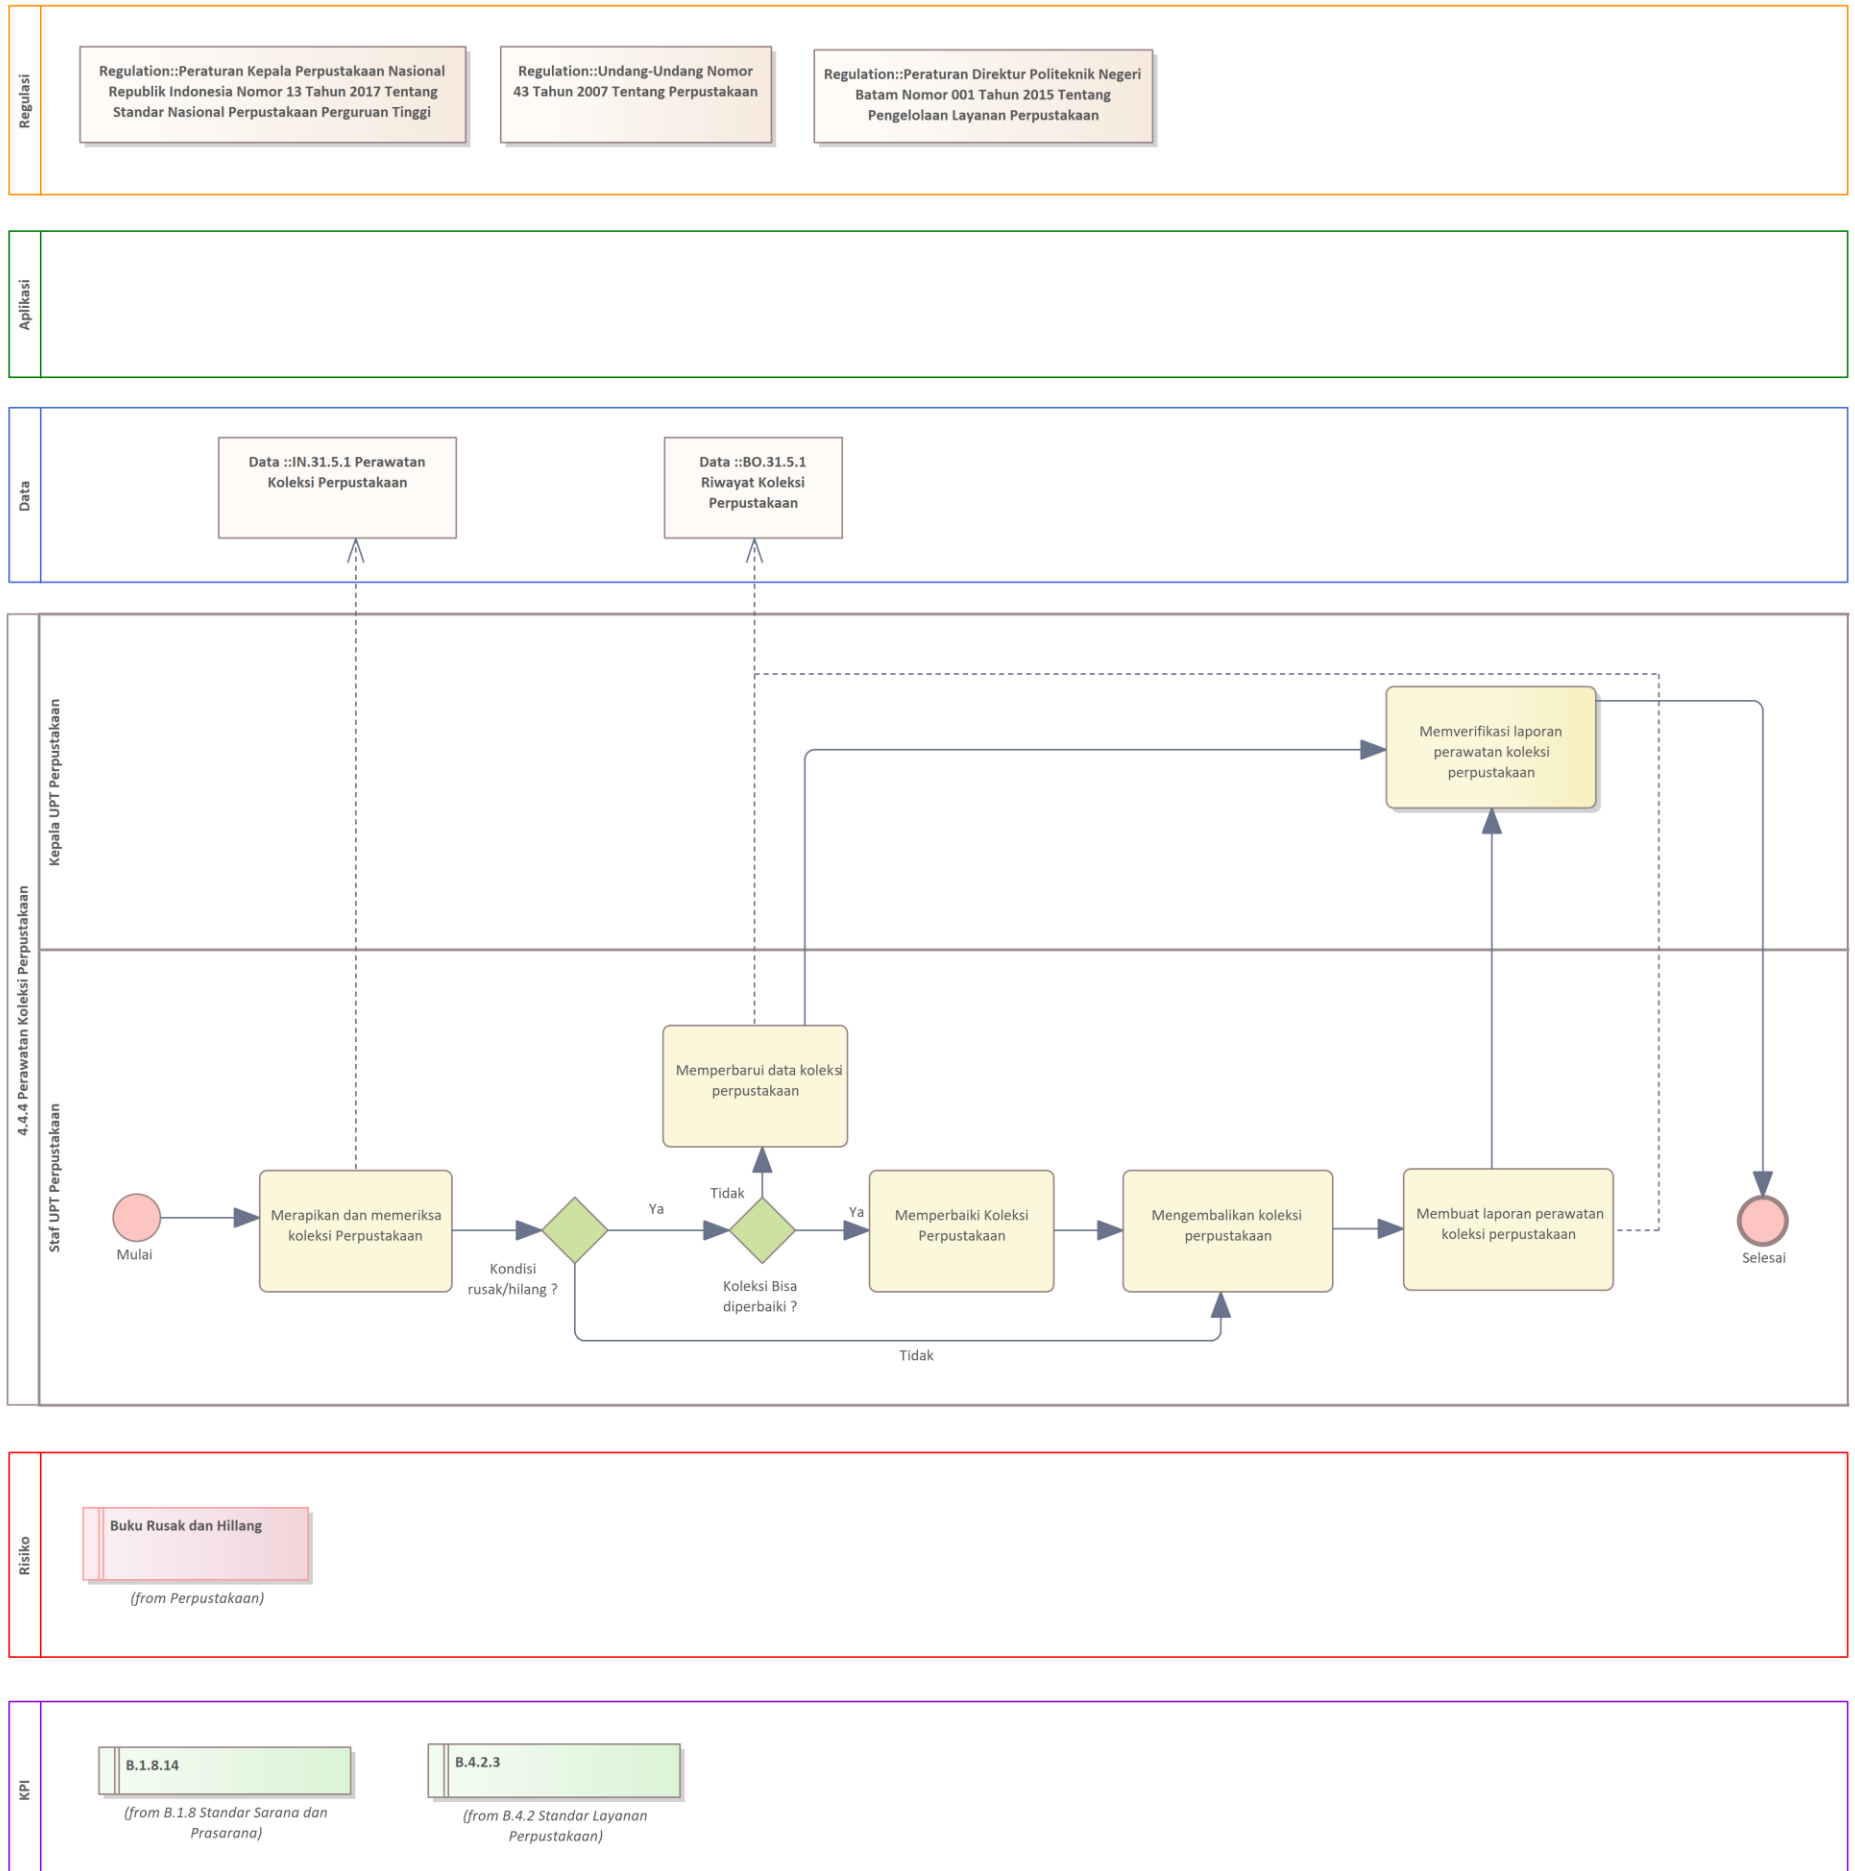 Regulasi
Regulation::Peraturan Kepala Perpustakaan Nasional
Republik Indonesia Nomor 13 Tahun 2017 Tentang
Standar Nasional Perpustakaan Perguruan Tinggi
Regulation::Undang-Undang Nomor
43 Tahun 2007 Tentang Perpustakaan
Regulation::Peraturan Direktur Politeknik Negeri
Batam Nomor 001 Tahun 2015 Tentang
Pengelolaan Layanan Perpustakaan
Aplikasi
Data
Data ::IN.31.5.1 Perawatan
Koleksi Perpustakaan
Data ::BO.31.5.1
Riwayat Koleksi
Perpustakaan
4.4.4 Perawatan Koleksi Perpustakaan
Kepala UPT Perpustakaan
Memverifikasi laporan
perawatan koleksi
perpustakaan
Staf UPT Perpustakaan
Memperbarui data koleksi
perpustakaan
Mulai
Merapikan dan memeriksa
koleksi Perpustakaan
Kondisi
rusak/hilang ?
Ya
Tidak
Koleksi Bisa
diperbaiki ?
Ya
Memperbaiki Koleksi
Perpustakaan
Mengembalikan koleksi
perpustakaan
Membuat laporan perawatan
koleksi perpustakaan
Selesai
Tidak
Risiko
Buku Rusak dan Hillang
(from Perpustakaan)
KPI
B.1.8.14
(from B.1.8 Standar Sarana dan
Prasarana)
B.4.2.3
(from B.4.2 Standar Layanan
Perpustakaan)